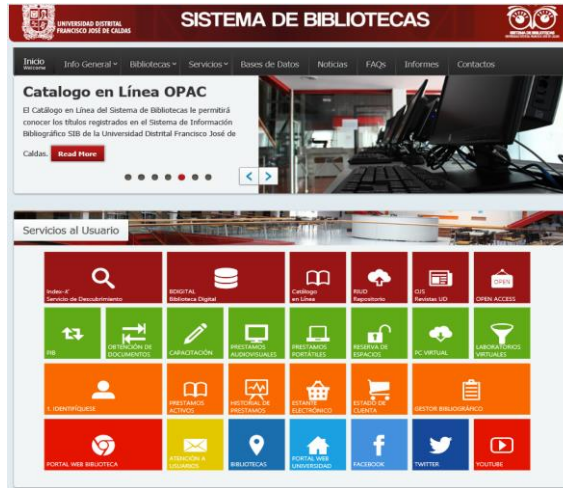 UNIVERSIDAD DISTRITAL
FRANCISCO JOSÉ DE CALDAS
SISTEMA DE BIBLIOTECAS
Inicio
Welcome
Info General
Bibliotecas
Servicios
Bases de Datos
Noticias
FAQs
Informes
Contactos
Catalogo en Línea OPAC
El Catálogo en Línea del Sistema de Bibliotecas le permitirá
conocer los títulos registrados en el Sistema de Información
Bibliográfico SIB de la Universidad Distrital Francisco José de
Caldas. Read More
Servicios al Usuario
Index-X'
Servicio de Descubrimiento
BDIGITAL
Biblioteca Digital
Catálogo
en Línea
RIUD
Repositorio
OJS
Revistas UD
OPEN
OPEN ACCESS
PIB
OBTENCIÓN DE
DOCUMENTOS
CAPACITACIÓN
PRESTAMOS
AUDIOVISUALES
PRESTAMOS
PORTÁTILES
RESERVA DE
ESPACIOS
PC VIRTUAL
LABORATORIOS
VIRTUALES
1. IDENTIFÍQUESE
PRESTAMOS
ACTIVOS
HISTORIAL DE
PRESTAMOS
ESTANTE
ELECTRÓNICO
ESTADO DE
CUENTA
GESTOR BIBLIOGRÁFICO
PORTAL WEB BIBLIOTECA
ATENCIÓN A
USUARIOS
BIBLIOTECAS
PORTAL WEB
UNIVERSIDAD
FACEBOOK
TWITTER
YOUTUBE